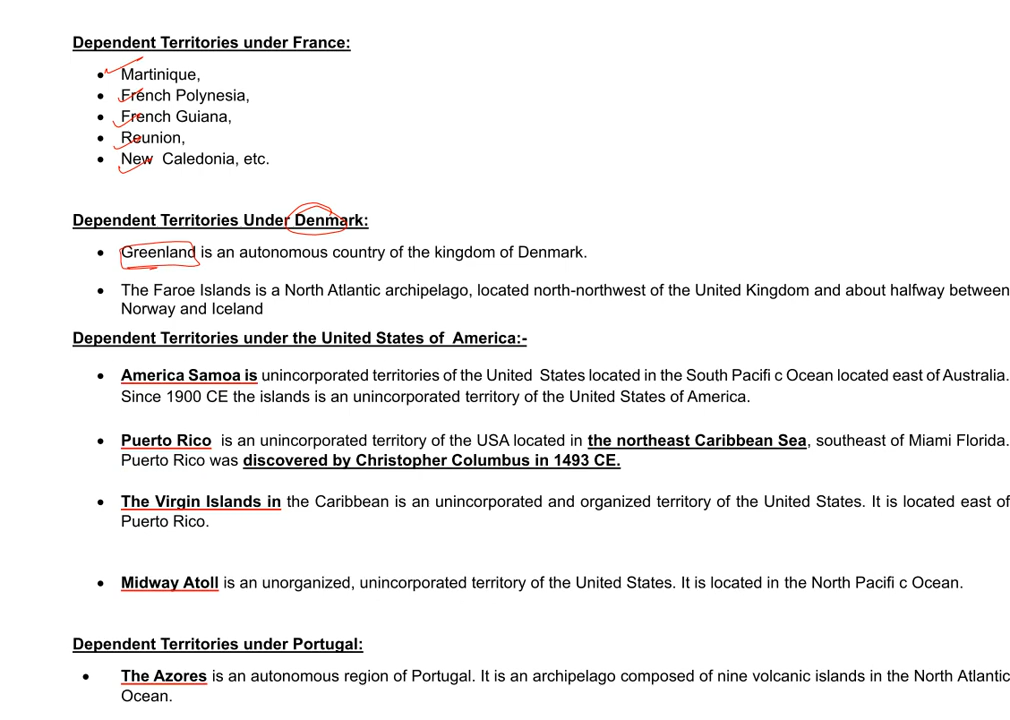 Dependent Territories under France:
• Martinique,
• French Polynesia,
• French Guiana,
• Reunion,
• New Caledonia, etc.
Dependent Territories Under Denmark:
• Greenland is an autonomous country of the kingdom of Denmark.
• The Faroe Islands is a North Atlantic archipelago, located north-northwest of the United Kingdom and about halfway between
Norway and Iceland
Dependent Territories under the United States of America:-
• America Samoa is unincorporated territories of the United States located in the South Pacifi c Ocean located east of Australia.
Since 1900 CE the islands is an unincorporated territory of the United States of America.
• Puerto Rico is an unincorporated territory of the USA located in the northeast Caribbean Sea, southeast of Miami Florida.
Puerto Rico was discovered by Christopher Columbus in 1493 CE.
• The Virgin Islands in the Caribbean is an unincorporated and organized territory of the United States. It is located east of
Puerto Rico.
• Midway Atoll is an unorganized, unincorporated territory of the United States. It is located in the North Pacifi c Ocean.
Dependent Territories under Portugal:
• The Azores is an autonomous region of Portugal. It is an archipelago composed of nine volcanic islands in the North Atlantic
Ocean.